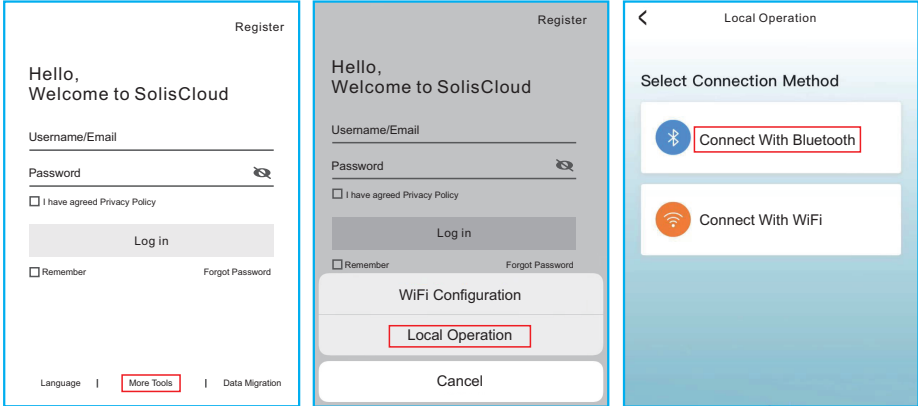 Register
Hello,
Welcome to SolisCloud
Username/Email
Password
I have agreed Privacy Policy
Log in
Remember Forgot Password
Language | More Tools | Data Migration
Register
Hello,
Welcome to SolisCloud
Username/Email
Password
I have agreed Privacy Policy
Log in
Remember Forgot Password
WiFi Configuration
Local Operation
Cancel
Local Operation
Select Connection Method
Connect With Bluetooth
Connect With WiFi